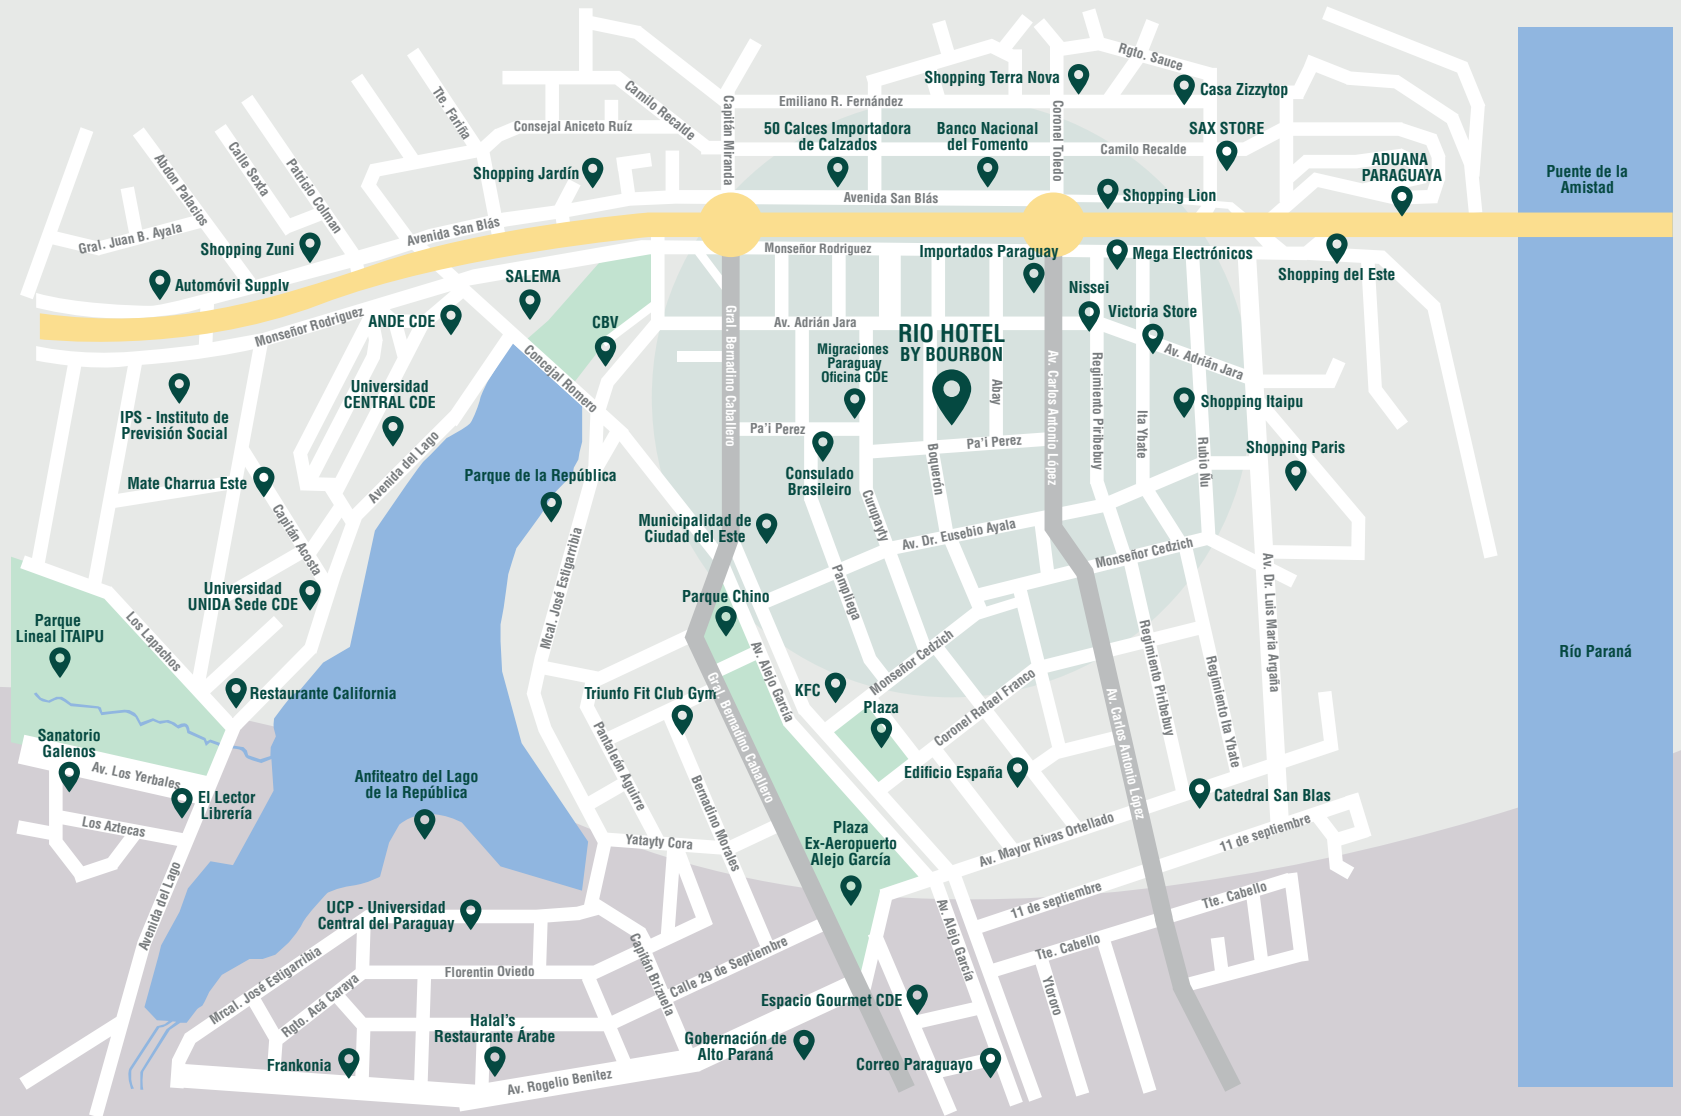 Rgto. Sauce
Shopping Terra Nova
Casa Zizzytop
Tte. Fariña
Camilo Recalde
Capitán Miranda
Emiliano R. Fernández
Coronel Toledo
Consejal Aniceto Ruíz
50 Calces Importadora
de Calzados
Banco Nacional
del Fomento
SAX STORE
Camilo Recalde
Abdon Palacios
Calle Sexta
Patricio Colman
Shopping Jardín
ADUANA
PARAGUAYA
Puente de la
Amistad
Avenida San Blás
Shopping Lion
Gral. Juan B. Ayala
Shopping Zuni
Avenida San Blás
Monseñor Rodriguez
Importados Paraguay
Mega Electrónicos
Shopping del Este
Automóvil Supplv
SALEMA
Nissei
Victoria Store
Monseñor Rodriguez
ANDE CDE
CBV
Gral. Bernadino Caballero
Av. Adrián Jara
RIO HOTEL
BY BOURBON
Migraciones
Paraguay
Oficina CDE
Abay
Av. Carlos Antonio López
Regimiento Piribebuy
Av. Adrián Jara
Concejal Romero
Universidad
CENTRAL CDE
IPS - Instituto de
Previsión Social
Shopping Itaipu
Ita Ybate
Rubio Ñu
Pa'i Perez
Pa'i Perez
Shopping Paris
Avenida del Lago
Mate Charrua Este
Parque de la República
Consulado
Brasileiro
Boquerón
Curupayty
Capitán Acosta
Municipalidad de
Ciudad del Este
Av. Dr. Eusebio Ayala
Monseñor Cedzich
Mcal. José Estigarribia
Universidad
UNIDA Sede CDE
Parque Chino
Pampliega
Av. Dr. Luis Maria Argaña
Parque
Lineal ITAIPU
Los Lapachos
Av. Alejo García
Monseñor Cedzich
Regimiento Piribebuy
Regimiento Ita Ybate
Río Paraná
Restaurante California
Triunfo Fit Club Gym
Gral. Bernadino Caballero
KFC
Plaza
Coronel Rafael Franco
Av. Carlos Antonio López
Sanatorio
Galenos
Av. Los Yerbales
Pantaleón Aguirre
Edificio España
El Lector
Librería
Anfiteatro del Lago
de la República
Bernadino Morales
Catedral San Blas
Los Aztecas
Yatayty Cora
Plaza
Ex-Aeropuerto
Alejo García
Av. Mayor Rivas Ortellado
11 de septiembre
Avenida del Lago
UCP - Universidad
Central del Paraguay
11 de septiembre
Tte. Cabello
Av. Alejo García
Tte. Cabello
Capitán Brizuela
Calle 29 de Septiembre
Mrcal. José Estigarribia
Florentin Oviedo
Rgto. Acá Caraya
Ytororo
Espacio Gourmet CDE
Halal's
Restaurante Árabe
Gobernación de
Alto Paraná
Frankonia
Correo Paraguayo
Av. Rogelio Benitez